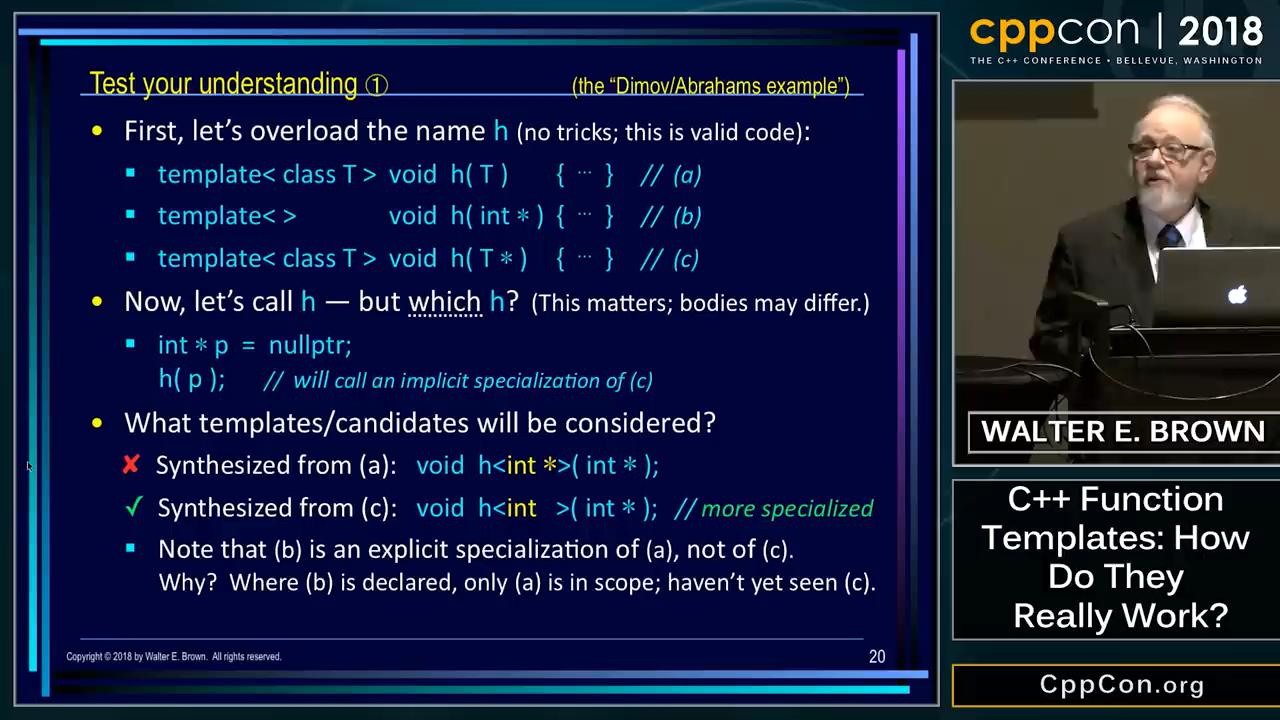 Test your understanding ① (the “Dimov/Abrahams example”)
• First, let’s overload the name h (no tricks; this is valid code):
▪ template< class T > void h( T ) { ··· } // (a)
▪ template< > void h( int * ) { ··· } // (b)
▪ template< class T > void h( T * ) { ··· } // (c)
• Now, let’s call h — but which h? (This matters; bodies may differ.)
▪ int * p = nullptr;
h( p ); // will call an implicit specialization of (c)
• What templates/candidates will be considered?
✘ Synthesized from (a): void h<int *>( int * );
✓ Synthesized from (c): void h<int >( int * ); // more specialized
▪ Note that (b) is an explicit specialization of (a), not of (c).
Why? Where (b) is declared, only (a) is in scope; haven’t yet seen (c).
Copyright © 2018 by Walter E. Brown. All rights reserved. 20
cppcon | 2018
THE C++ CONFERENCE • BELLEVUE, WASHINGTON
WALTER E. BROWN
C++ Function
Templates: How
Do They
Really Work?
CppCon.org